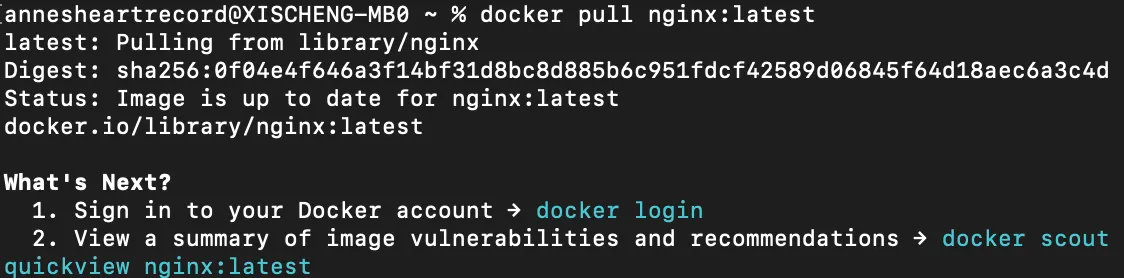 annesheartrecord@XISCHENG-MB0 ~ % docker pull nginx:latest
latest: Pulling from library/nginx
Digest: sha256:0f04e4f646a3f14bf31d8bc8d885b6c951fdcf42589d06845f64d18aec6a3c4d
Status: Image is up to date for nginx:latest
docker.io/library/nginx:latest
What's Next?
1. Sign in to your Docker account → docker login
2. View a summary of image vulnerabilities and recommendations → docker scout
quickview nginx:latest